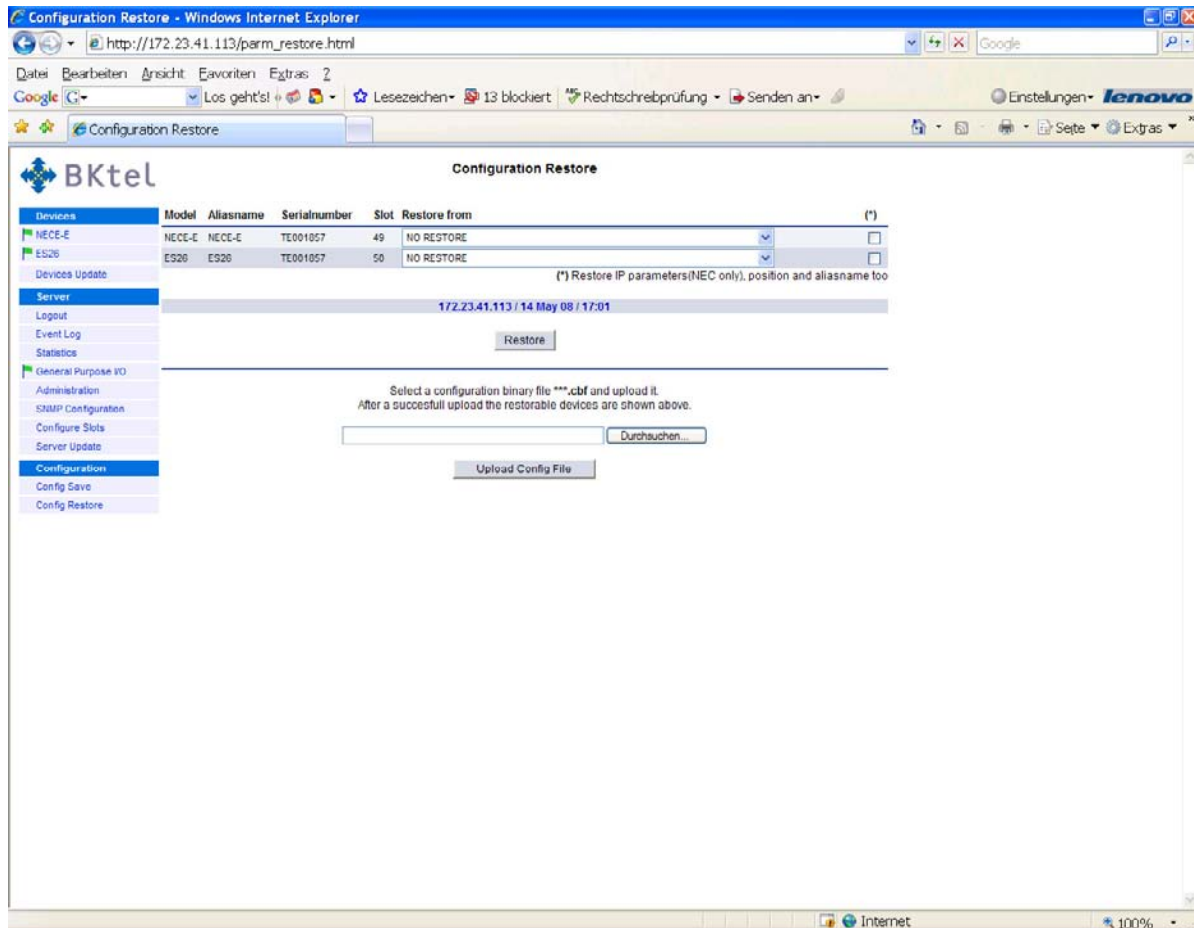 Configuration Restore - Windows Internet Explorer
http://172.23.41.113/parm_restore.html
Google
Datei Bearbeiten Ansicht Favoriten Extras ?
Google G Los geht's! Lesezeichen 13 blockiert Rechtschreibprüfung Senden an Einstellungen lenovo
Configuration Restore Seite Extras
BKtel
Configuration Restore
Devices
NECE-E
ES26
Devices Update
Server
Logout
Event Log
Statistics
General Purpose I/O
Administration
SNMP Configuration
Configure Slots
Server Update
Configuration
Config Save
Config Restore
Model Aliasname Serialnumber Slot Restore from (*)
NECE-E NECE-E TE001057 49 NO RESTORE
ES26 ES26 TE001057 50 NO RESTORE
(*) Restore IP parameters(NEC only), position and aliasname too
172.23.41.113 / 14 May 08 / 17:01
Restore
Select a configuration binary file ***.cbf and upload it.
After a succesfull upload the restorable devices are shown above.
Durchsuchen...
Upload Config File
Internet 100%